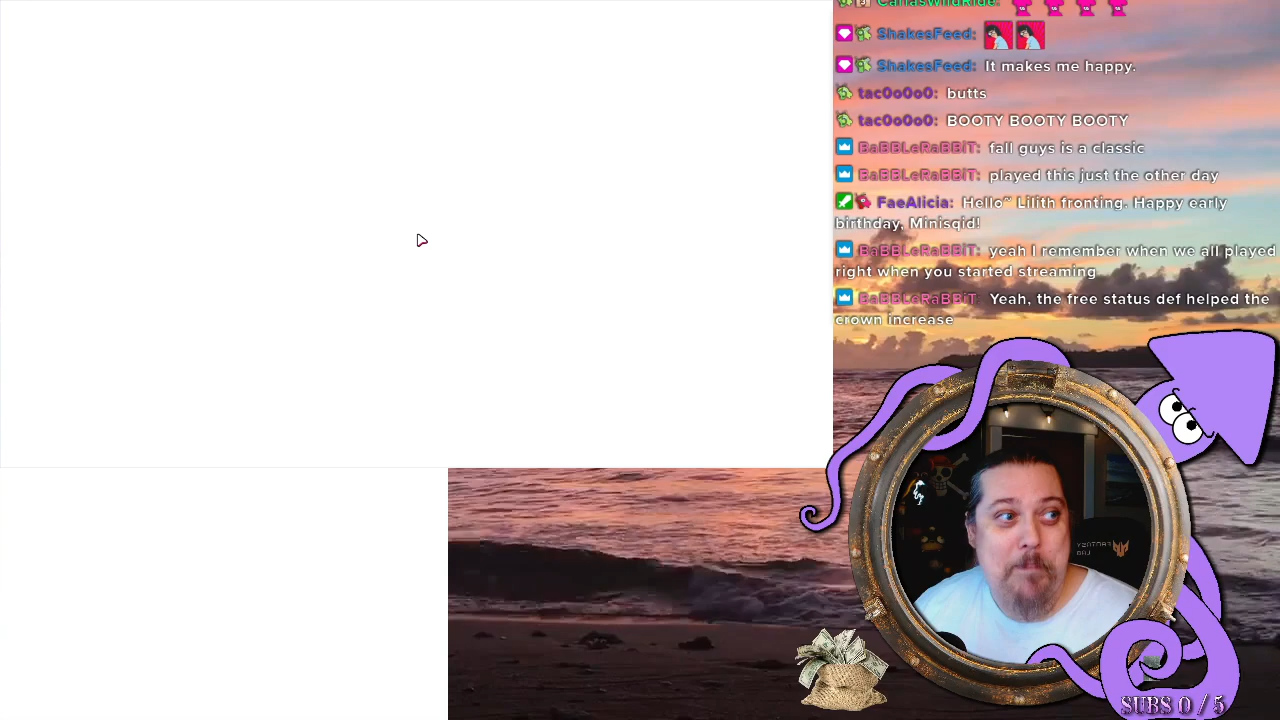 CanasWildRide:
ShakesFeed:
ShakesFeed: It makes me happy.
tac0o0o0: butts
tac0o0o0: BOOTY BOOTY BOOTY
BaBBLeRaBBiT: fall guys is a classic
BaBBLeRaBBiT: played this just the other day
FaeAlicia: Hello~ Lilith fronting. Happy early
birthday, Minisqid!
BaBBLeRaBBiT: yeah I remember when we all played
right when you started streaming
BaBBLeRaBBiT: Yeah, the free status def helped the
crown increase
SUBS 0 / 5